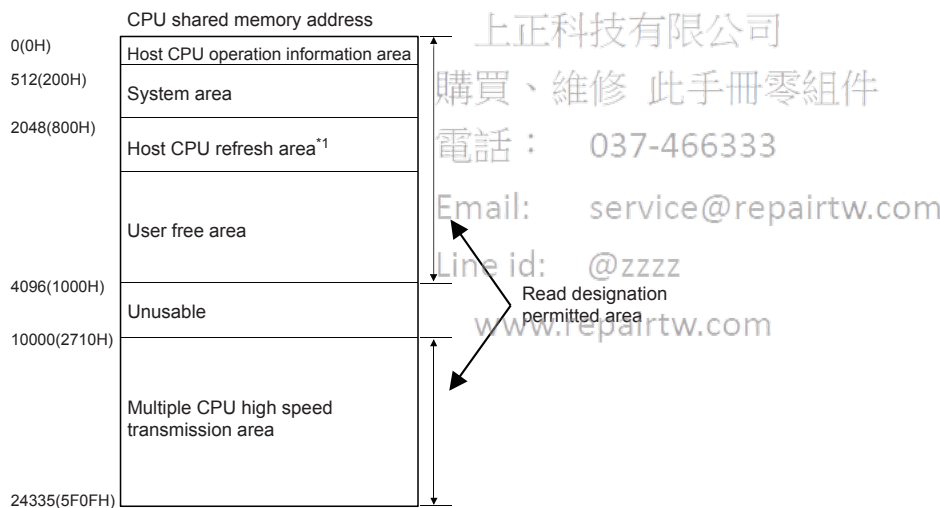 CPU shared memory address
0(0H)
Host CPU operation information area
512(200H)
System area
2048(800H)
Host CPU refresh area*1
User free area
4096(1000H)
Unusable
10000(2710H)
Multiple CPU high speed
transmission area
24335(5F0FH)
Read designation
permitted area
上正科技有限公司
購買、維修 此手冊零組件
電話： 037-466333
Email: service@repairtw.com
Line id: @zzzz
www.repairtw.com